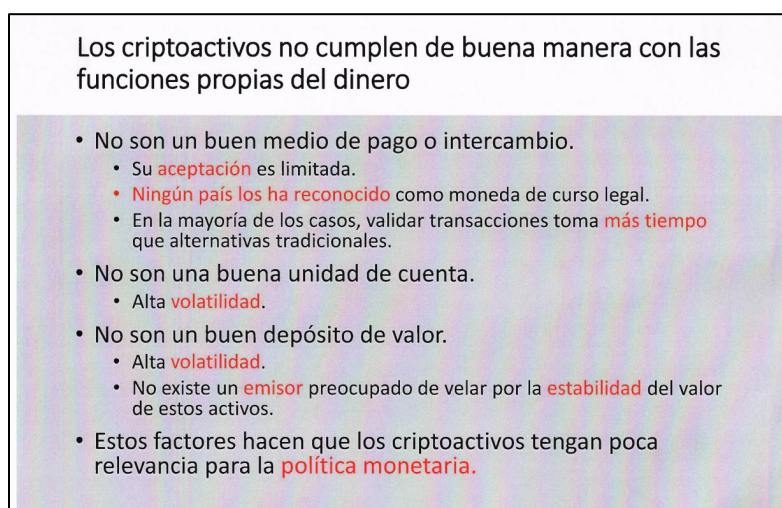 Los criptoactivos no cumplen de buena manera con las
funciones propias del dinero
• No son un buen medio de pago o intercambio.
• Su aceptación es limitada.
• Ningún país los ha reconocido como moneda de curso legal.
• En la mayoría de los casos, validar transacciones toma más tiempo
que alternativas tradicionales.
• No son una buena unidad de cuenta.
• Alta volatilidad.
• No son un buen depósito de valor.
• Alta volatilidad.
• No existe un emisor preocupado de velar por la estabilidad del valor
de estos activos.
• Estos factores hacen que los criptoactivos tengan poca
relevancia para la política monetaria.